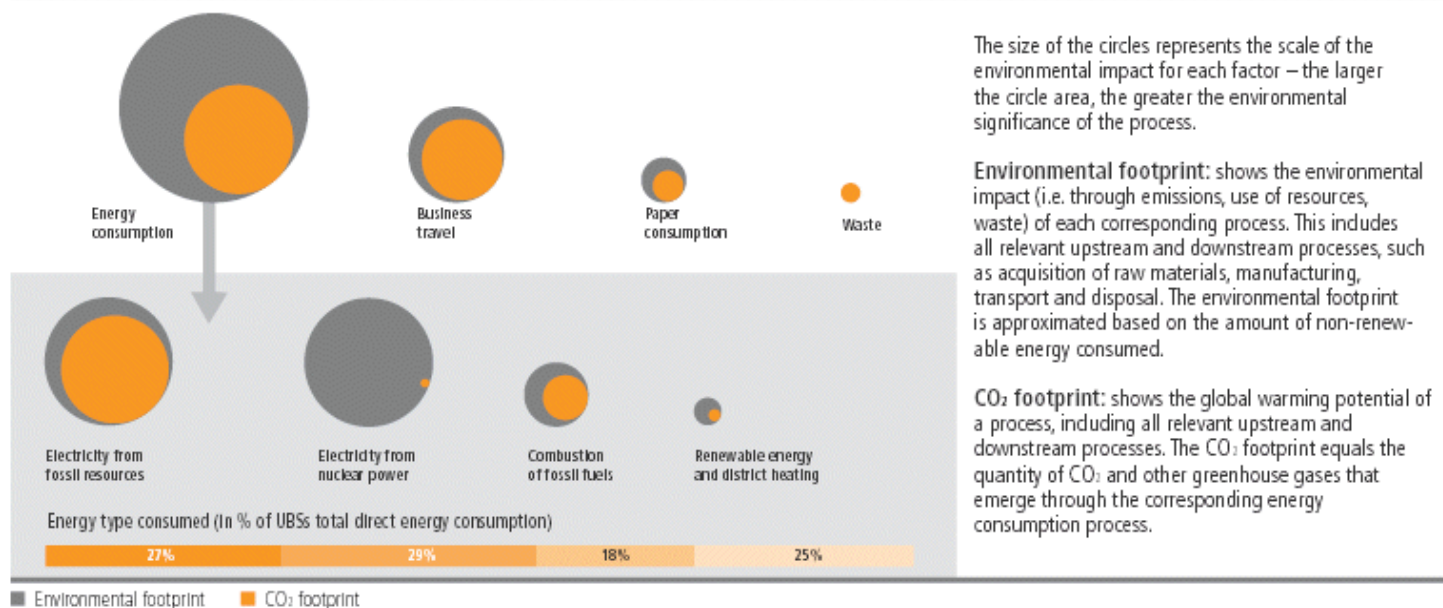 Energy
consumption
Business
travel
Paper
consumption
Waste
Electricity from
fossil resources
Electricity from
nuclear power
Combustion
of fossil fuels
Renewable energy
and district heating
Energy type consumed (in % of UBSs total direct energy consumption)
27% 29% 18% 25%
Environmental footprint CO₂ footprint
The size of the circles represents the scale of the
environmental impact for each factor – the larger
the circle area, the greater the environmental
significance of the process.
Environmental footprint: shows the environmental
impact (i.e. through emissions, use of resources,
waste) of each corresponding process. This includes
all relevant upstream and downstream processes, such
as acquisition of raw materials, manufacturing,
transport and disposal. The environmental footprint
is approximated based on the amount of non-renew-
able energy consumed.
CO₂ footprint: shows the global warming potential of
a process, including all relevant upstream and
downstream processes. The CO₂ footprint equals the
quantity of CO₂ and other greenhouse gases that
emerge through the corresponding energy
consumption process.